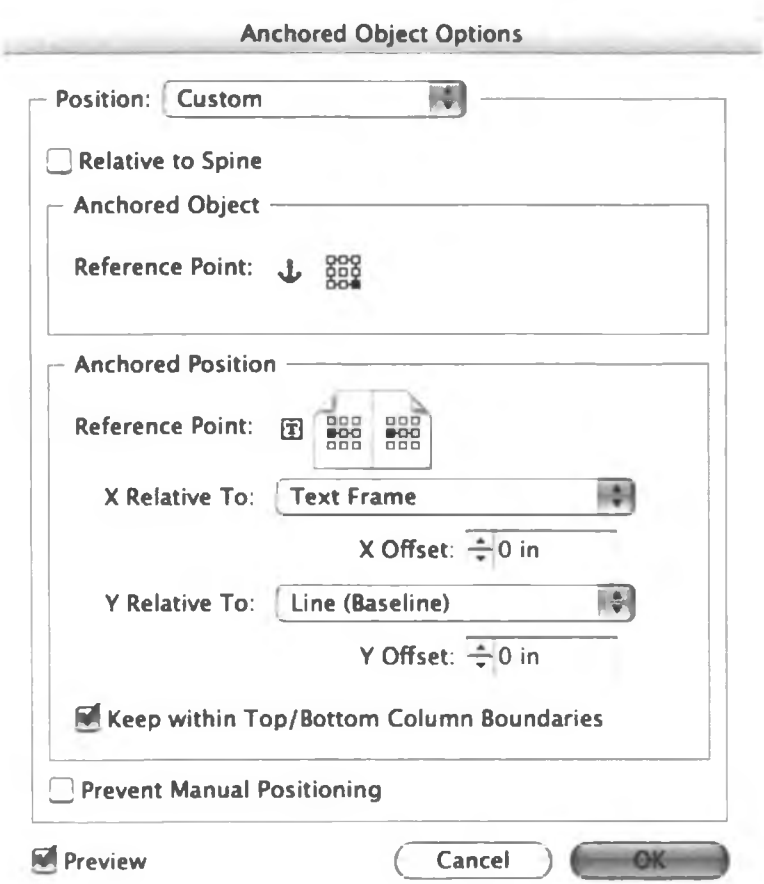 Anchored Object Options
Position: Custom
Relative to Spine
Anchored Object
Reference Point:
Anchored Position
Reference Point: T
X Relative To: Text Frame
X Offset: 0 in
Y Relative To: Line (Baseline)
Y Offset: 0 in
Keep within Top/Bottom Column Boundaries
Prevent Manual Positioning
Preview
Cancel
OK